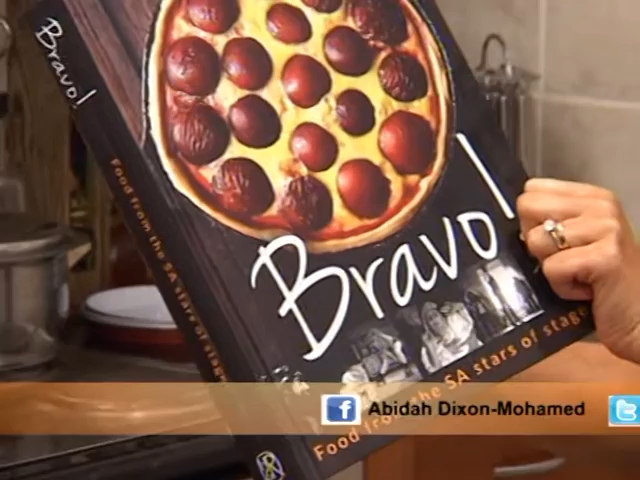 Bravo!
Food from the SA stars of stage
Bravo!
Food from the SA stars of stage
Abidah Dixon-Mohamed